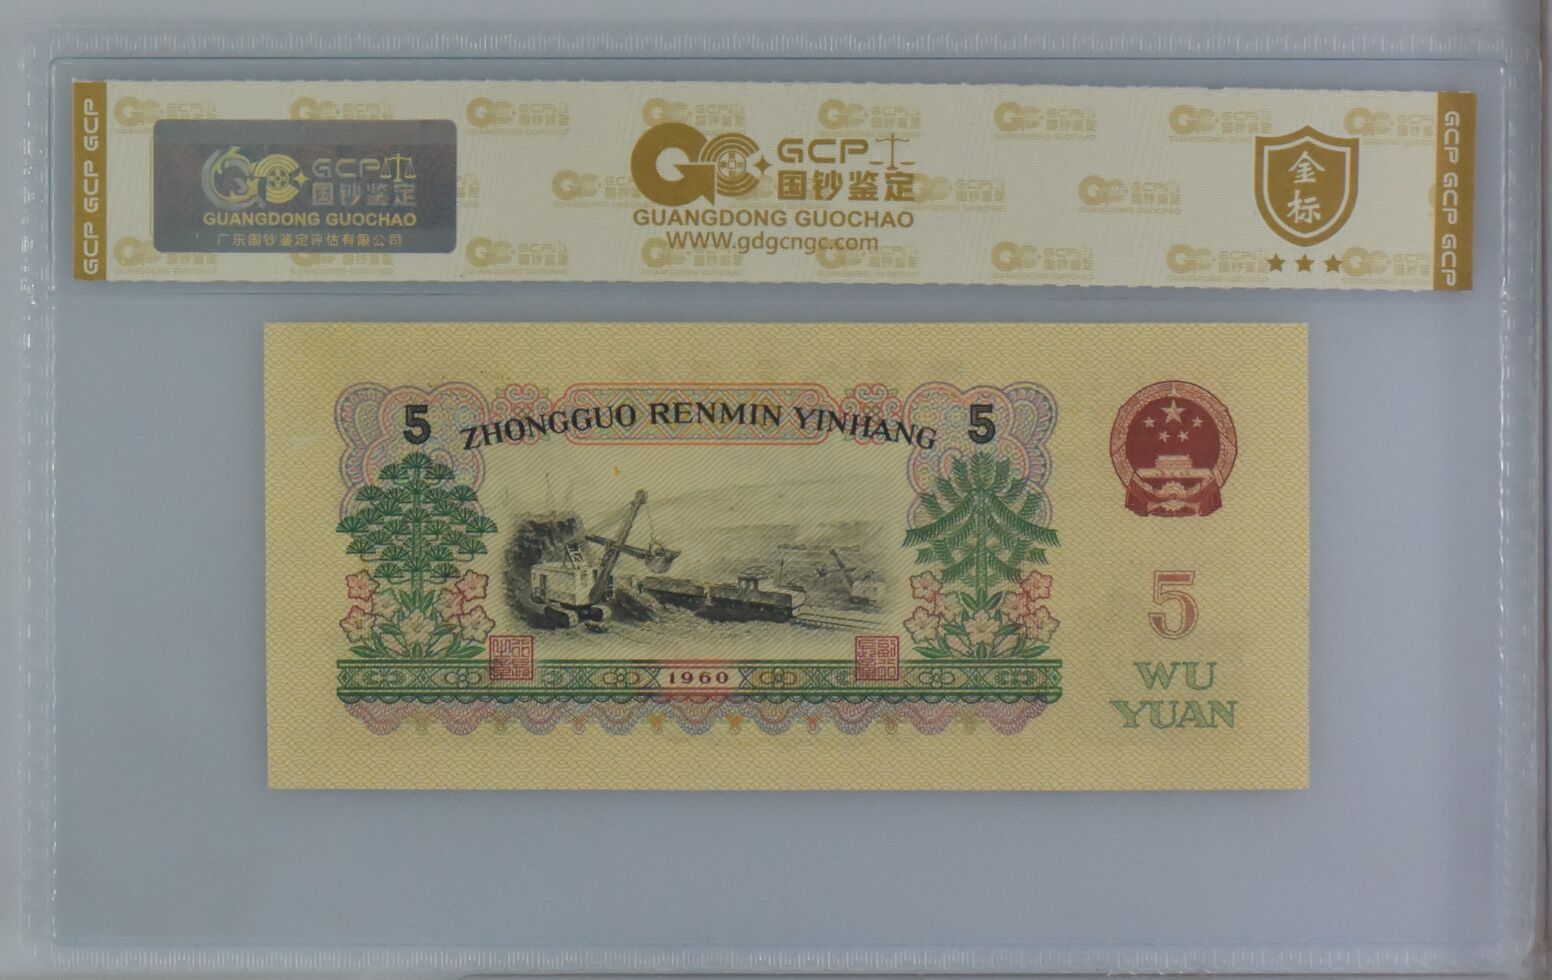 GCP GCP GCP
GCP
国钞鉴定
GUANGDONG GUOCHAO
广东国钞鉴定评估有限公司
GCP
国钞鉴定
GUANGDONG GUOCHAO
WWW.gdgcngc.com
金标
GCP GCP GCP GCP
5 ZHONGGUO RENMIN YINHANG 5
5
WU
YUAN
1960